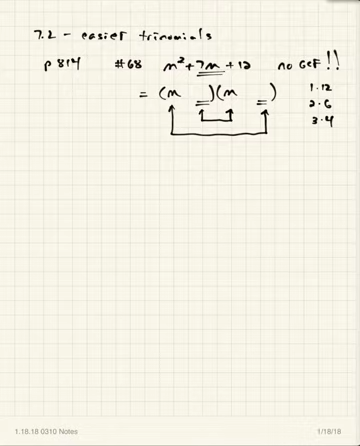 7.2 - easier trinomials
p 814 #68 m² + 7m + 12 no GCF!!
= (m _)(m _) 1·12
2·6
3·4
1.18.18 0310 Notes 1/18/18